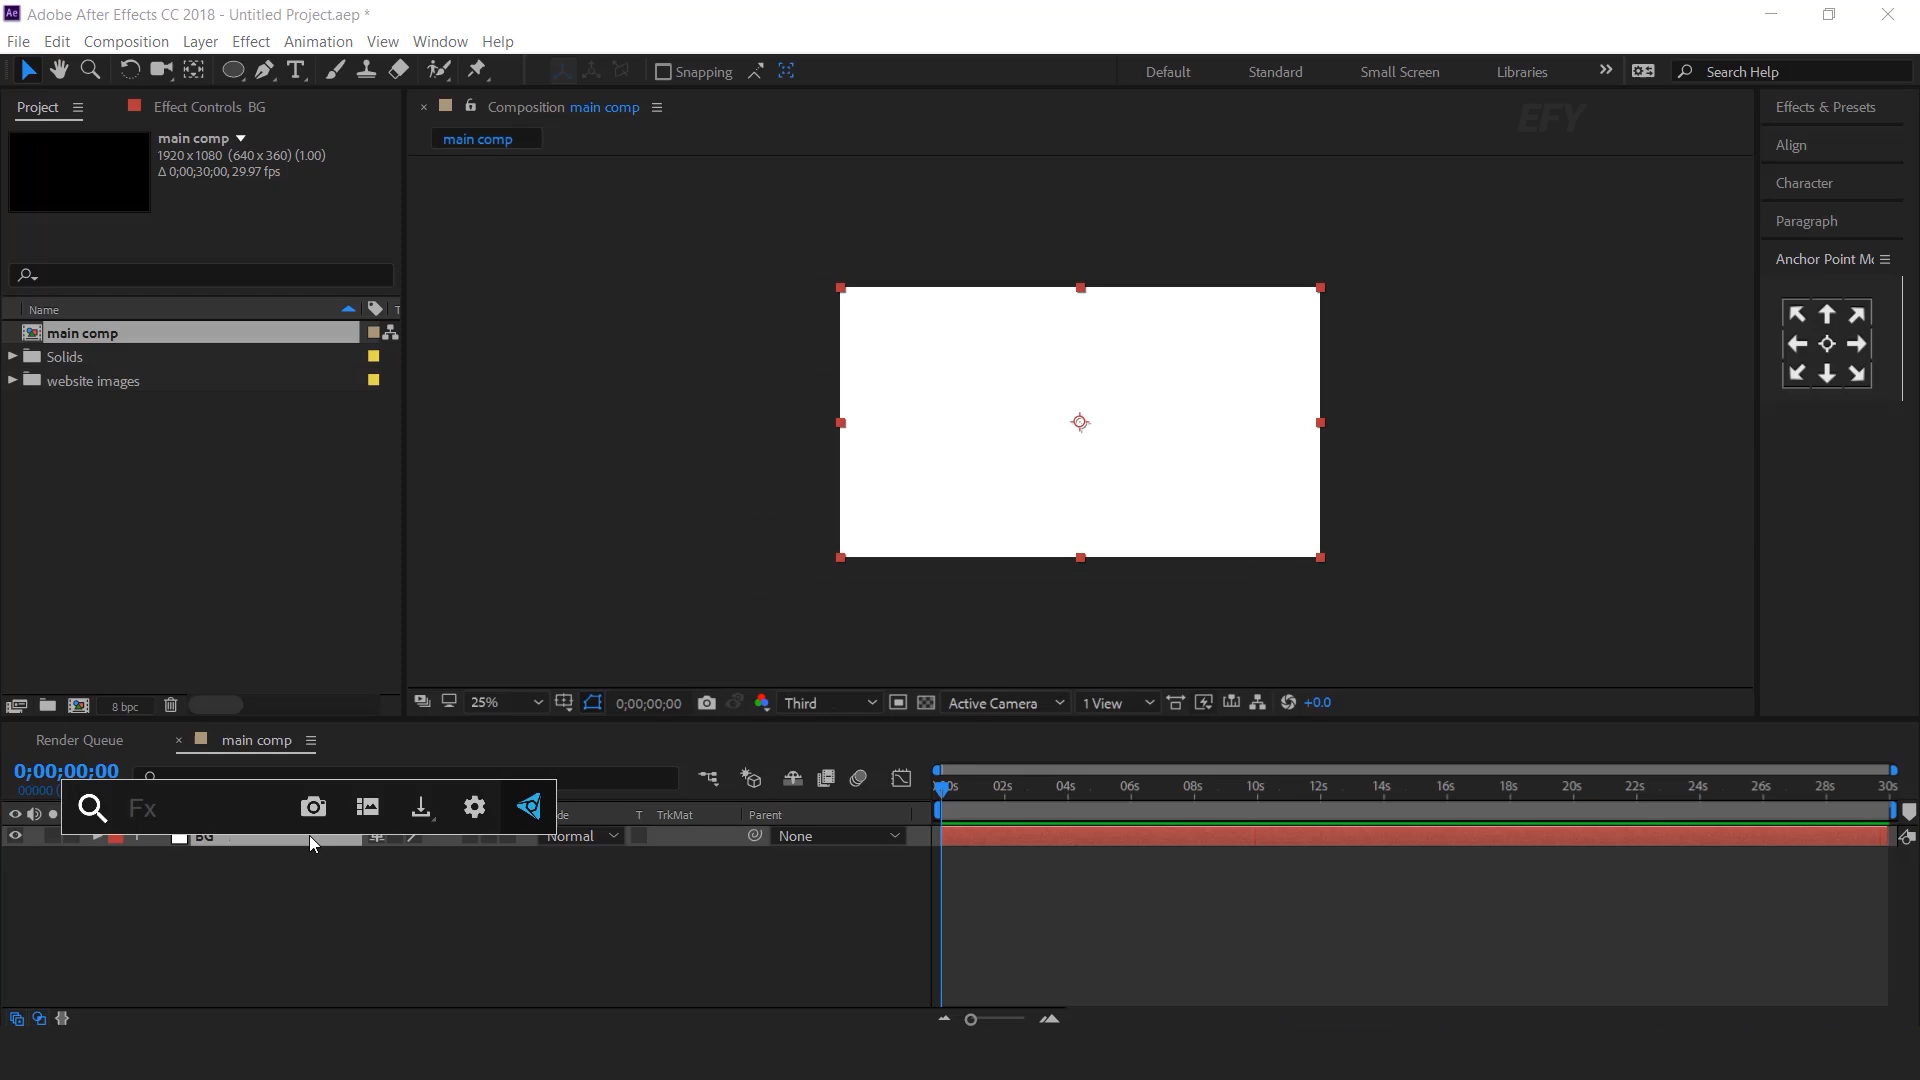 Adobe After Effects CC 2018 - Untitled Project.aep *
File Edit Composition Layer Effect Animation View Window Help
Snapping Default Standard Small Screen Libraries Search Help
Project Effect Controls BG
main comp
1920 x 1080 (640 x 360) (1.00)
Δ 0;00;30;00, 29.97 fps
Name
main comp
Solids
website images
8 bpc
Composition main comp
main comp
EFY
Effects & Presets
Align
Character
Paragraph
Anchor Point Mc
25% 0;00;00;00 Third Active Camera 1 View +0.0
Render Queue main comp
0;00;00;00
00000
Fx
T TrkMat Parent
BG Normal None
02s 04s 06s 08s 10s 12s 14s 16s 18s 20s 22s 24s 26s 28s 30s